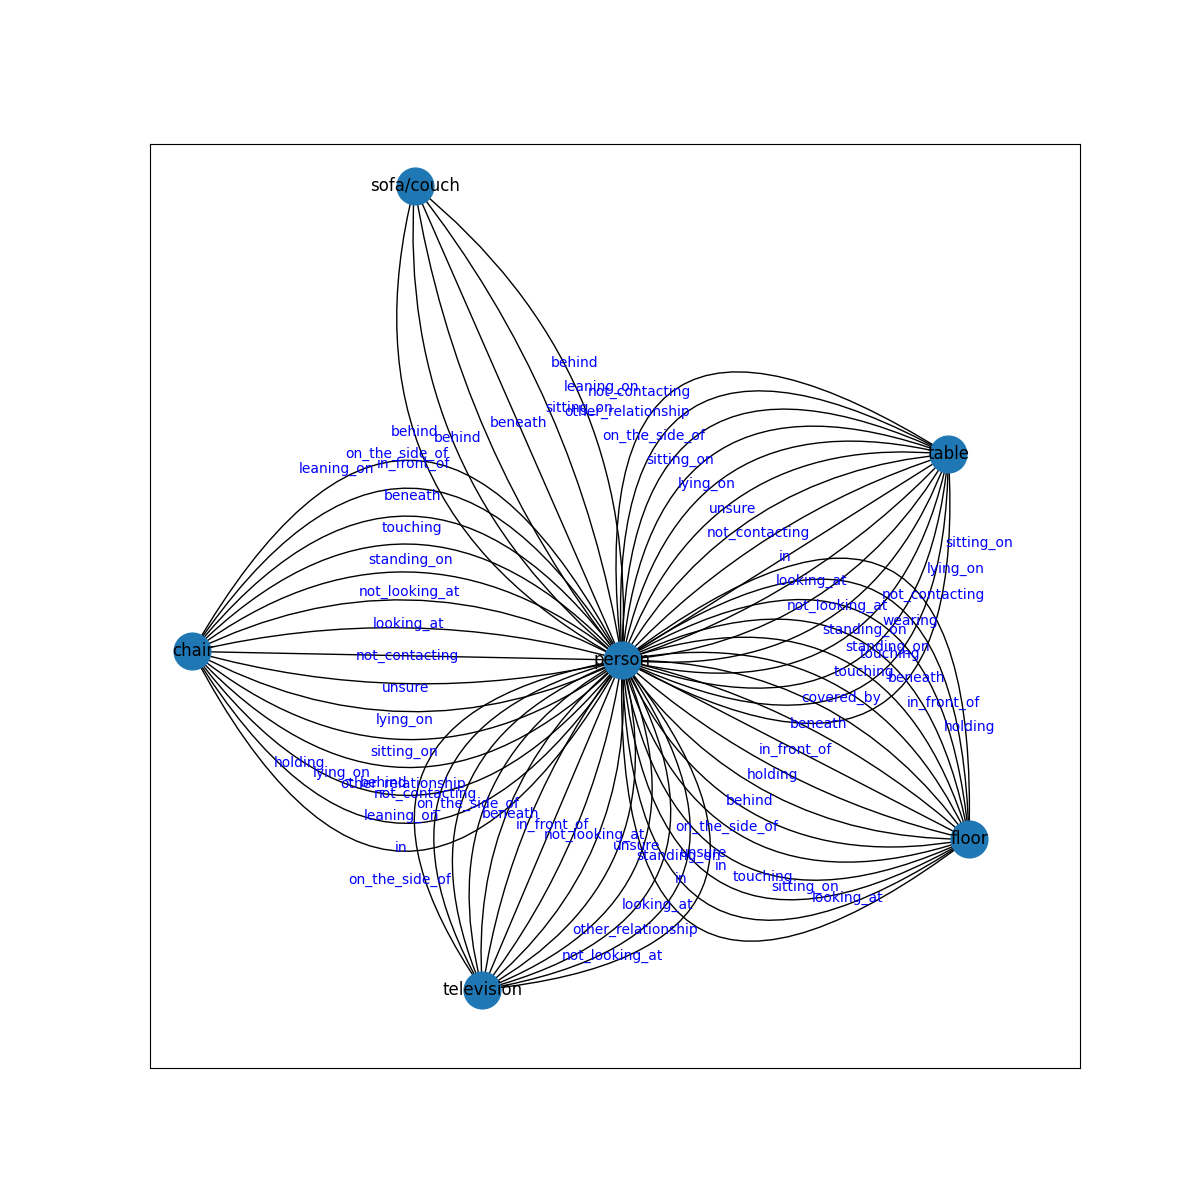 sofa/couch
behind
leaning_on
not_contacting
sitting_on
other_relationship
beneath
behind
behind
on_the_side_of
on_the_side_of
in_front_of
leaning_on
sitting_on
table
lying_on
beneath
unsure
touching
not_contacting
sitting_on
standing_on
in
lying_on
not_looking_at
looking_at
not_contacting
looking_at
not_looking_at
wearing
standing_on
standing_on
chair
not_contacting
person
touching
touching
beneath
unsure
covered_by
in_front_of
lying_on
beneath
holding
sitting_on
in_front_of
holding
lying_on
holding
behind
other_relationship
not_contacting
behind
on_the_side_of
leaning_on
beneath
in_front_of
on_the_side_of
not_looking_at
floor
in
unsure
standing_on
unsure
in
on_the_side_of
in
touching
sitting_on
looking_at
looking_at
other_relationship
not_looking_at
television